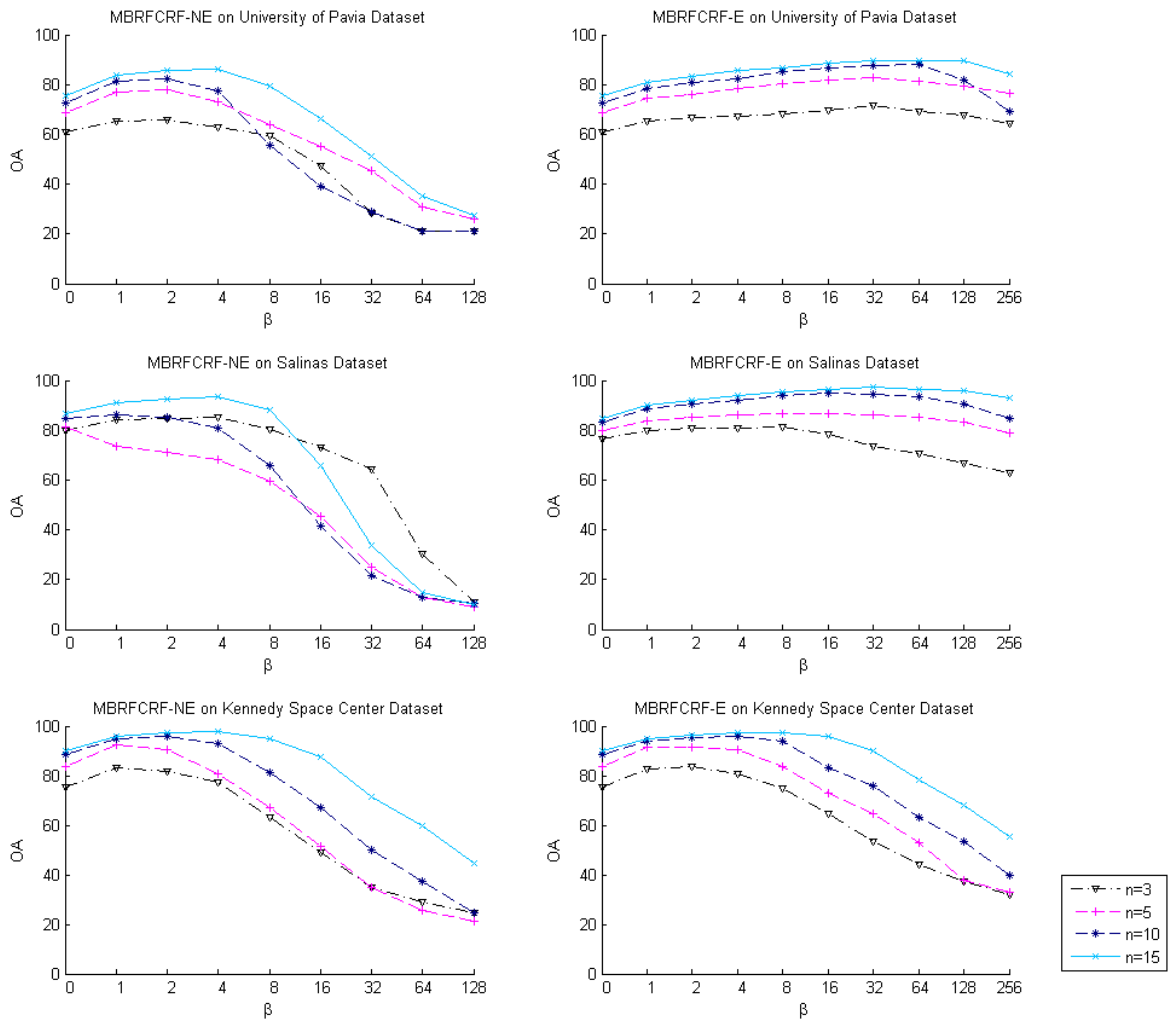 MBRFCRF-NE on University of Pavia Dataset
100
80
60
40
20
0
OA
0 1 2 4 8 16 32 64 128
β
MBRFCRF-E on University of Pavia Dataset
100
80
60
40
20
0
OA
0 1 2 4 8 16 32 64 128 256
β
MBRFCRF-NE on Salinas Dataset
100
80
60
40
20
0
OA
0 1 2 4 8 16 32 64 128
β
MBRFCRF-E on Salinas Dataset
100
80
60
40
20
0
OA
0 1 2 4 8 16 32 64 128 256
β
MBRFCRF-NE on Kennedy Space Center Dataset
100
80
60
40
20
0
OA
0 1 2 4 8 16 32 64 128
β
MBRFCRF-E on Kennedy Space Center Dataset
100
80
60
40
20
0
OA
0 1 2 4 8 16 32 64 128 256
β
n=3
n=5
n=10
n=15